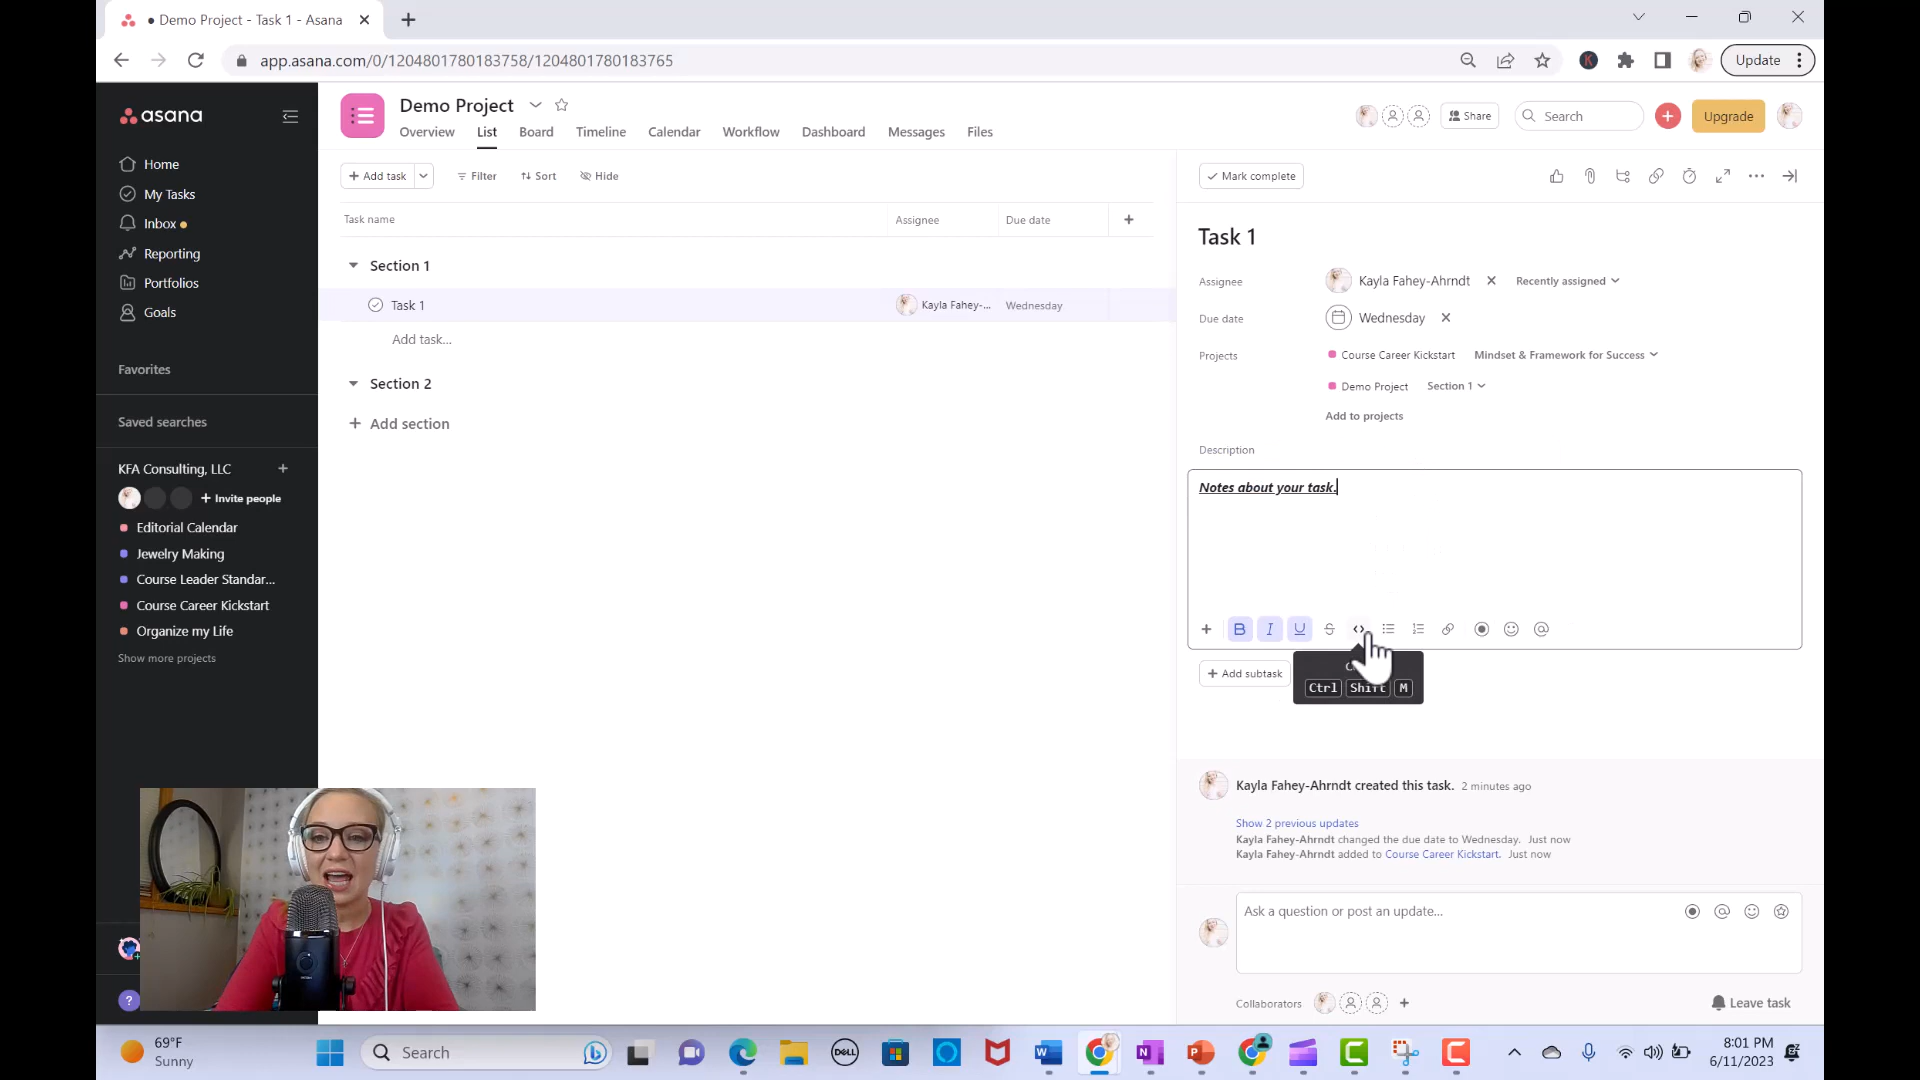 • Demo Project - Task 1 - Asana
app.asana.com/0/1204801780183758/1204801780183765
K
Update
asana
Home
My Tasks
Inbox
Reporting
Portfolios
Goals
Favorites
Saved searches
KFA Consulting, LLC
Invite people
Editorial Calendar
Jewelry Making
Course Leader Standar...
Course Career Kickstart
Organize my Life
Show more projects
?
Demo Project
Overview
List
Board
Timeline
Calendar
Workflow
Dashboard
Messages
Files
Share
Search
Upgrade
Add task
Filter
Sort
Hide
Task name
Assignee
Due date
Section 1
Task 1
Kayla Fahey-...
Wednesday
Add task...
Section 2
Add section
Mark complete
Task 1
Assignee
Kayla Fahey-Ahrndt
Recently assigned
Due date
Wednesday
Projects
Course Career Kickstart
Mindset & Framework for Success
Demo Project
Section 1
Add to projects
Description
Notes about your task.
B
I
U
S
Add subtask
Ctrl Shift M
Kayla Fahey-Ahrndt created this task. 2 minutes ago
Show 2 previous updates
Kayla Fahey-Ahrndt changed the due date to Wednesday. Just now
Kayla Fahey-Ahrndt added to Course Career Kickstart. Just now
Ask a question or post an update...
Collaborators
Leave task
69°F
Sunny
Search
DELL
8:01 PM
6/11/2023